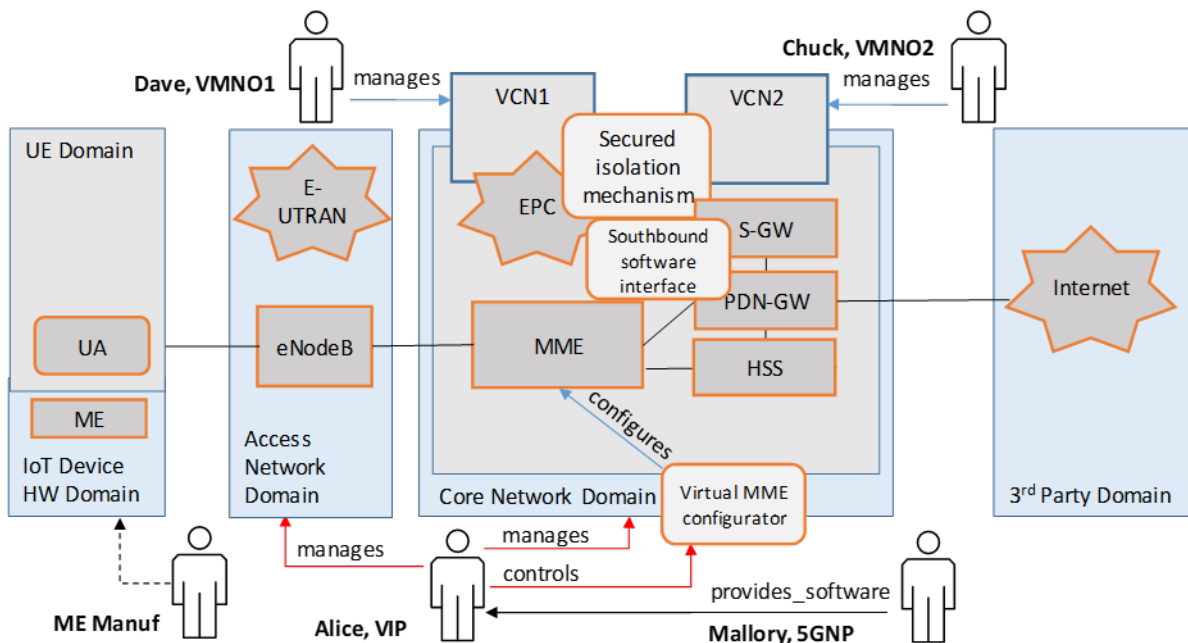 Chuck, VMNO2
Dave, VMNO1
manages
manages
VCN1
VCN2
UE Domain
Secured
isolation
mechanism
E-
UTRAN
EPC
S-GW
Southbound
software
interface
Internet
PDN-GW
UA
eNodeB
MME
HSS
ME
configures
Access
Network
Domain
IoT Device
HW Domain
Core Network Domain
Virtual MME
configurator
3rd Party Domain
manages
manages
controls
provides_software
ME Manuf
Alice, VIP
Mallory, 5GNP